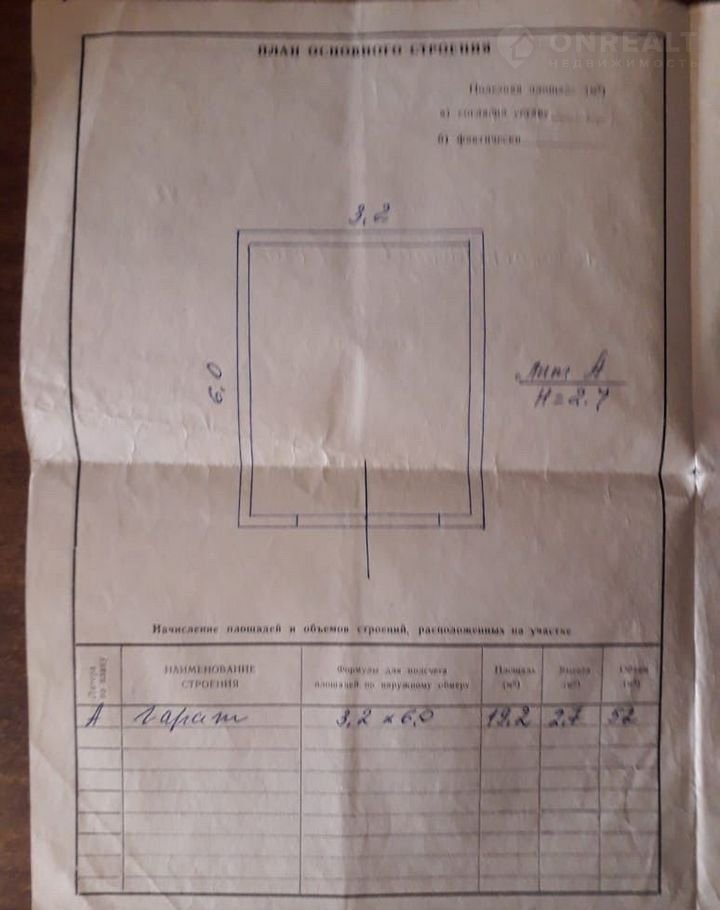 ONREALT
НЕДВИЖИМОСТЬ
ПЛАН ОСНОВНОГО СТРОЕНИЯ
Полезная площадь (м²)
а) согласно устава
б) фактически
3,2
6,0
лит А
Н=2.7
Исчисление площадей и объемов строений, расположенных на участке
Литера по плану
НАИМЕНОВАНИЕ СТРОЕНИЯ
Формулы для подсчета площадей по наружному обмеру
Площадь (м²)
Высота (м)
Объем (м³)
А гараж 3,2 х 6,0 19,2 2,7 52